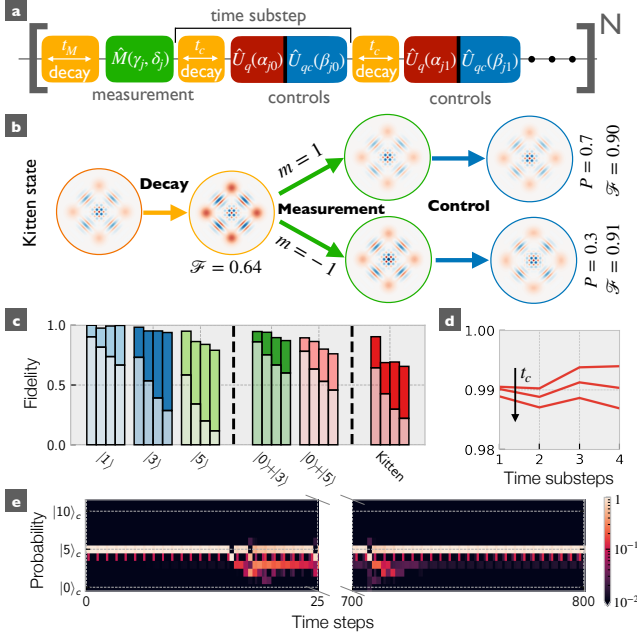 a
time substep
N
t_M
decay
M̂(γ_j, δ_j)
t_c
decay
Û_q(α_j0)
Û_qc(β_j0)
t_c
decay
Û_q(α_j1)
Û_qc(β_j1)
measurement
controls
controls
b
Kitten state
Decay
ℱ = 0.64
m = 1
Measurement
m = −1
Control
P = 0.7
ℱ = 0.90
P = 0.3
ℱ = 0.91
c
Fidelity
1.0
0.5
0.0
|1⟩
|3⟩
|5⟩
|0⟩+|3⟩
|0⟩+|5⟩
Kitten
d
1.00
0.99
0.98
t_c
1
2
3
4
Time substeps
e
Probability
|10⟩_c
|5⟩_c
|0⟩_c
0
25
700
800
Time steps
1
10⁻¹
10⁻²